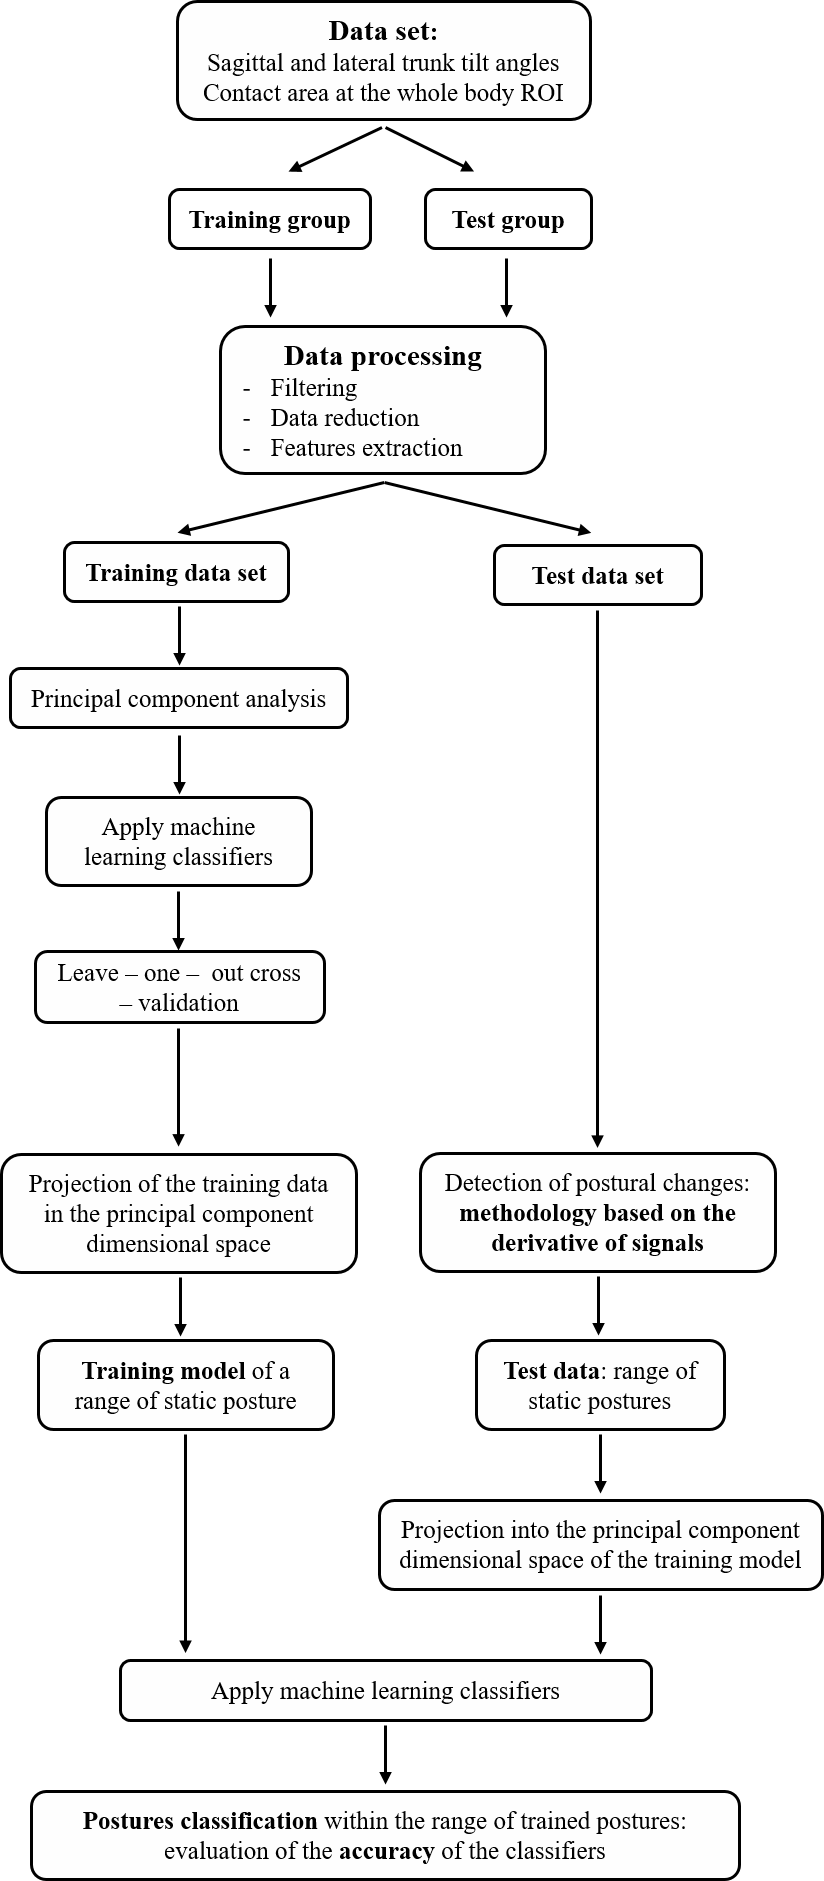 Data set:
Sagittal and lateral trunk tilt angles
Contact area at the whole body ROI
Training group
Test group
Data processing
- Filtering
- Data reduction
- Features extraction
Training data set
Test data set
Principal component analysis
Apply machine
learning classifiers
Leave – one – out cross
– validation
Projection of the training data
in the principal component
dimensional space
Detection of postural changes:
methodology based on the
derivative of signals
Training model of a
range of static posture
Test data: range of
static postures
Projection into the principal component
dimensional space of the training model
Apply machine learning classifiers
Postures classification within the range of trained postures:
evaluation of the accuracy of the classifiers